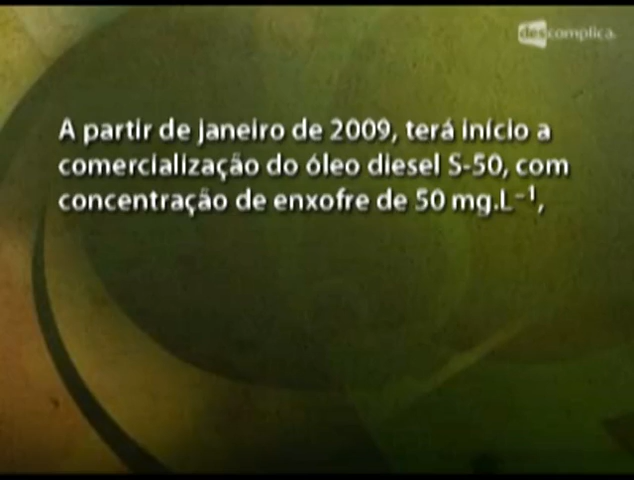 descomplica.
A partir de janeiro de 2009, terá início a
comercialização do óleo diesel S-50, com
concentração de enxofre de 50 mg.L⁻¹,